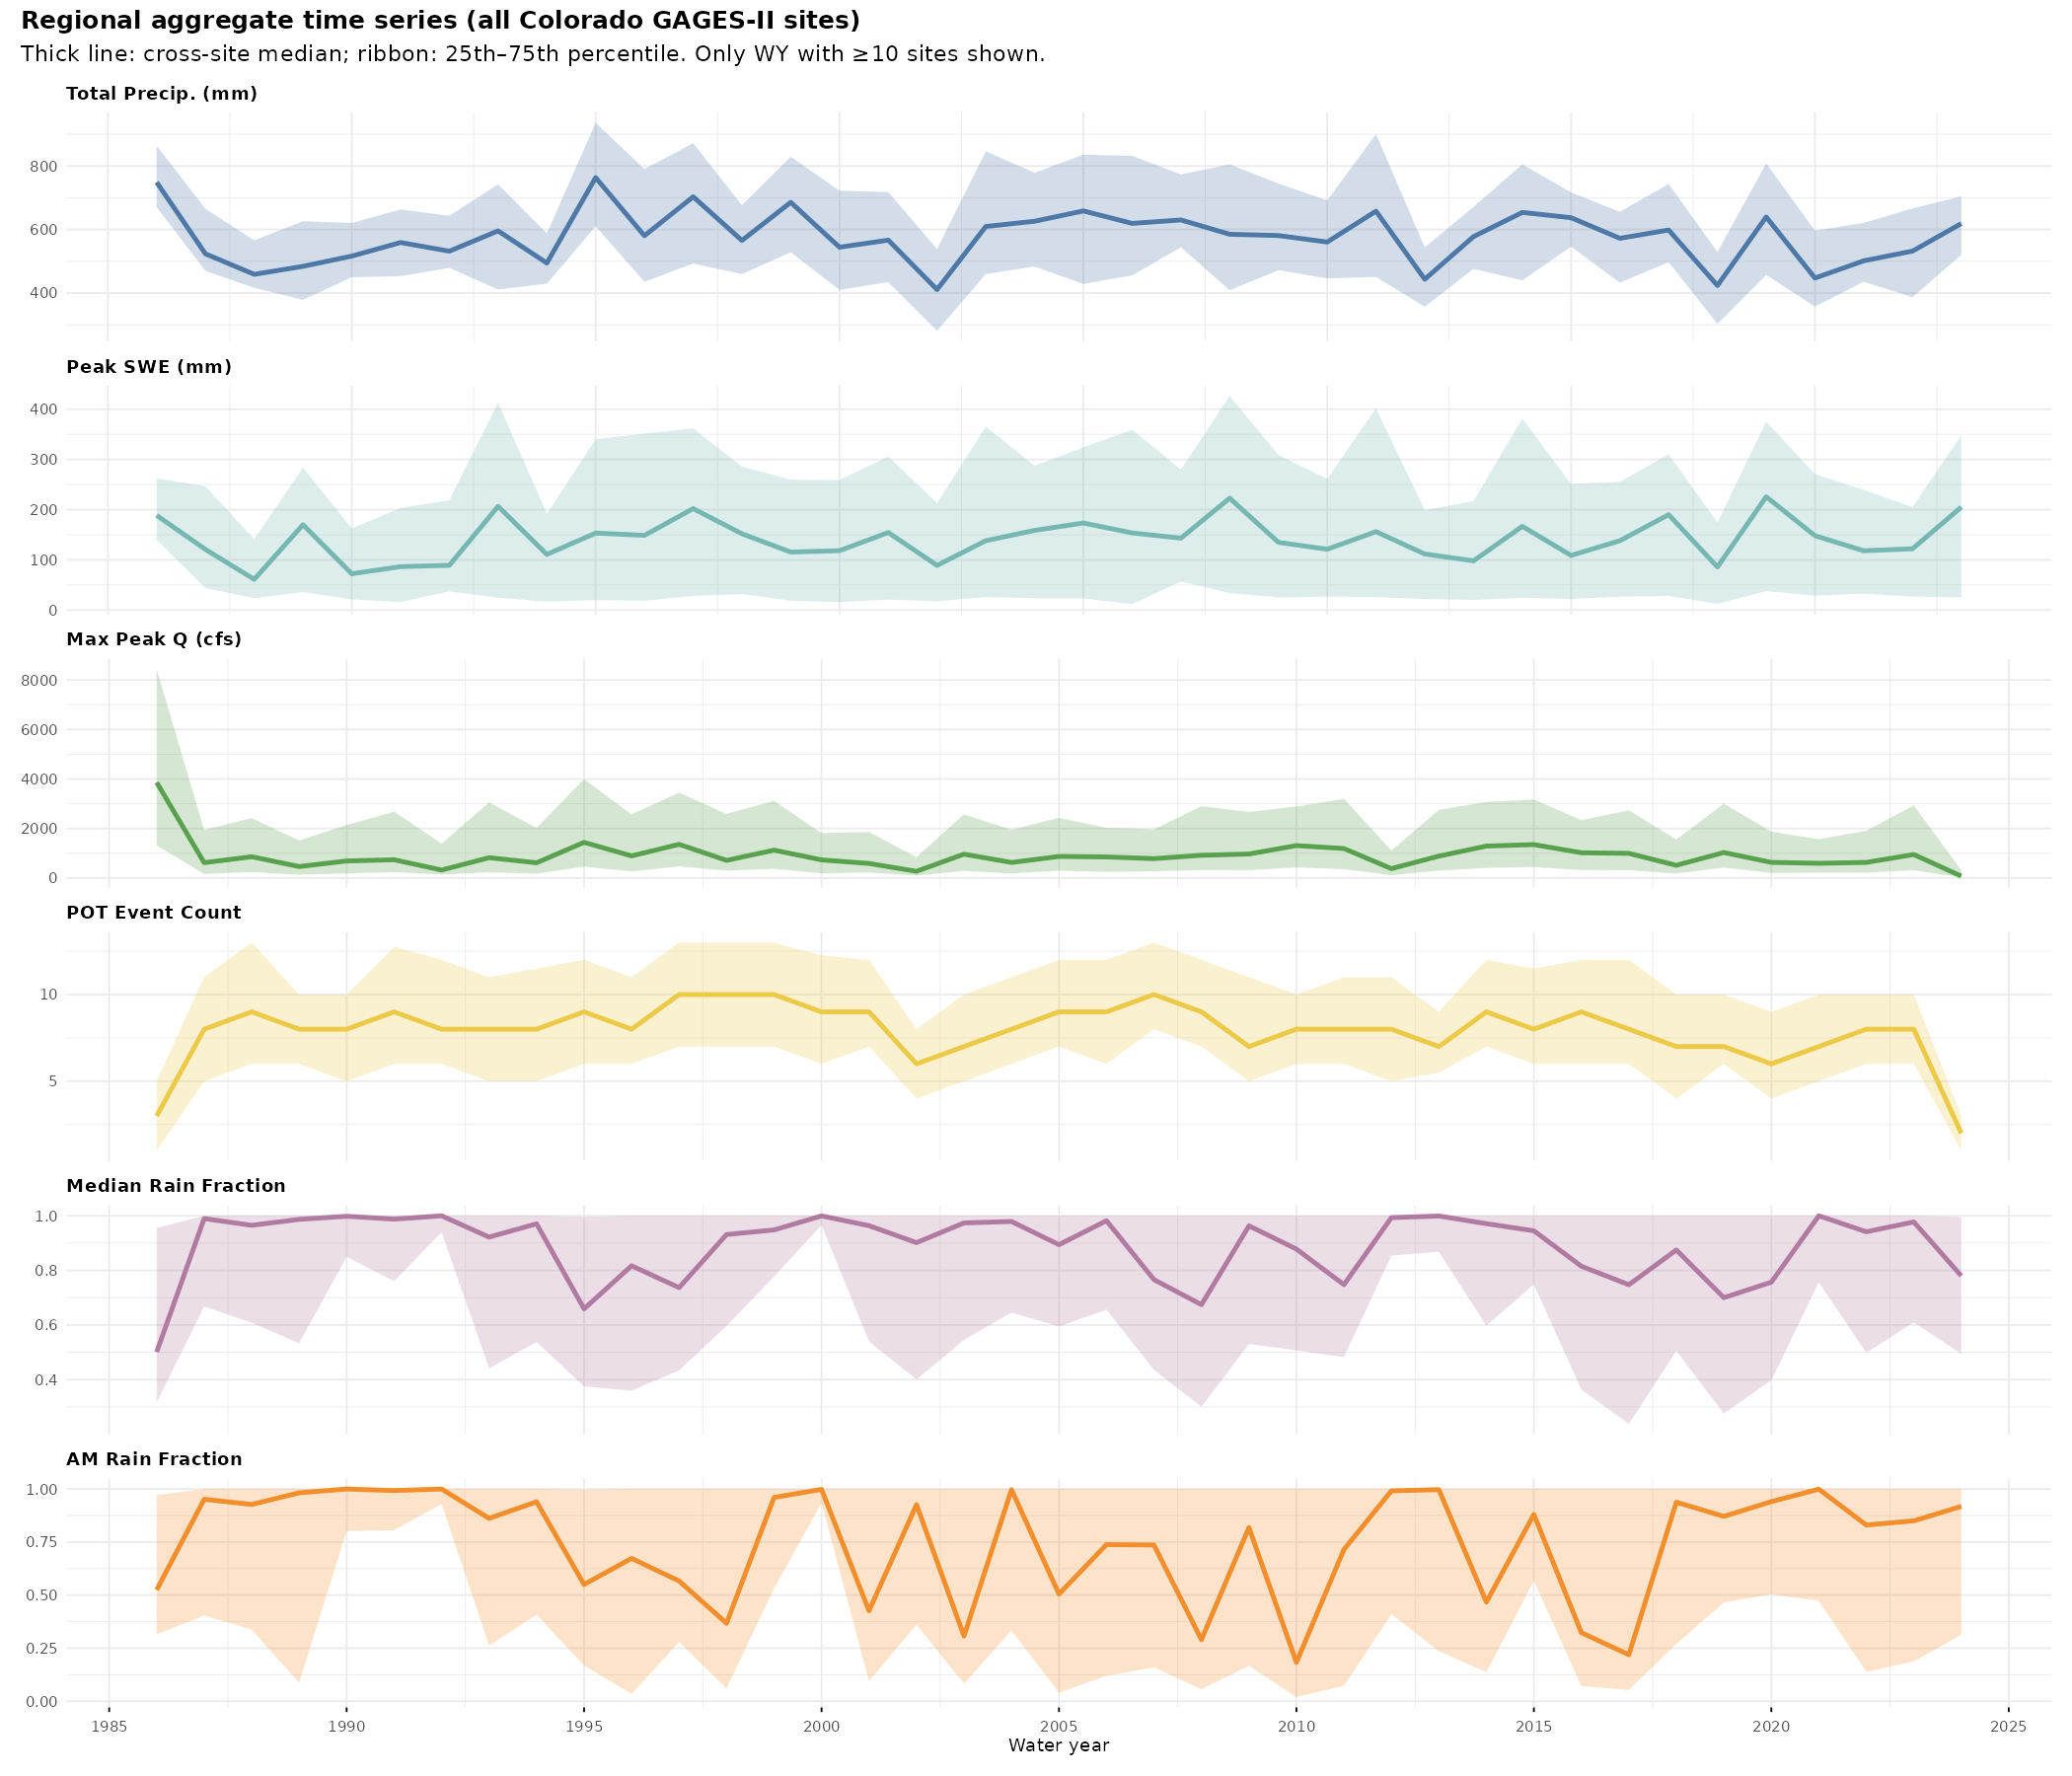 Regional aggregate time series (all Colorado GAGES-II sites)
Thick line: cross-site median; ribbon: 25th–75th percentile. Only WY with ≥10 sites shown.
Total Precip. (mm)
800
600
400
Peak SWE (mm)
400
300
200
100
0
Max Peak Q (cfs)
8000
6000
4000
2000
0
POT Event Count
10
5
Median Rain Fraction
1.0
0.8
0.6
0.4
AM Rain Fraction
1.00
0.75
0.50
0.25
0.00
1985 1990 1995 2000 2005 2010 2015 2020 2025
Water year